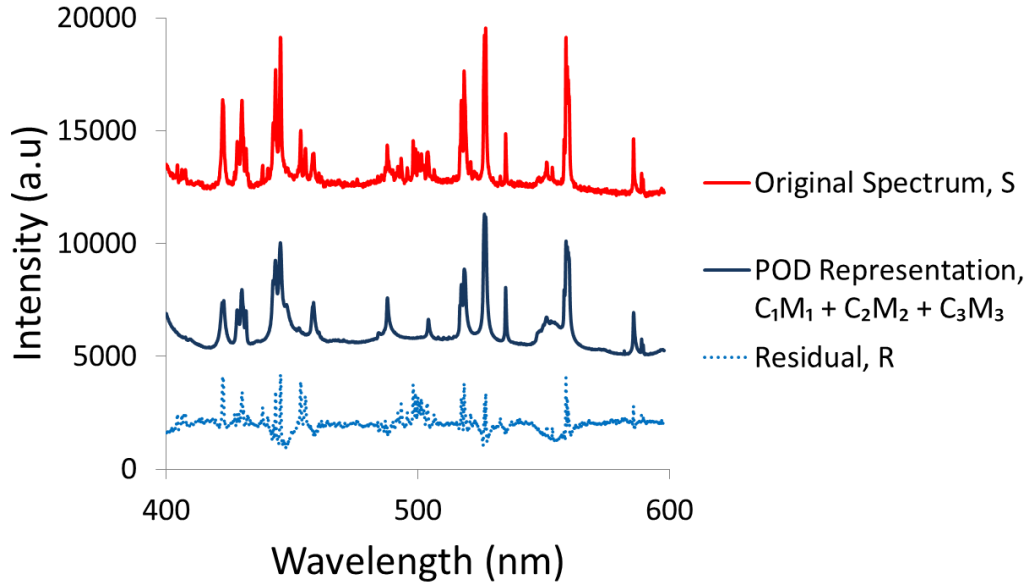 20000
15000
10000
5000
0
Intensity (a.u)
400
500
600
Wavelength (nm)
Original Spectrum, S
POD Representation,
C₁M₁ + C₂M₂ + C₃M₃
Residual, R